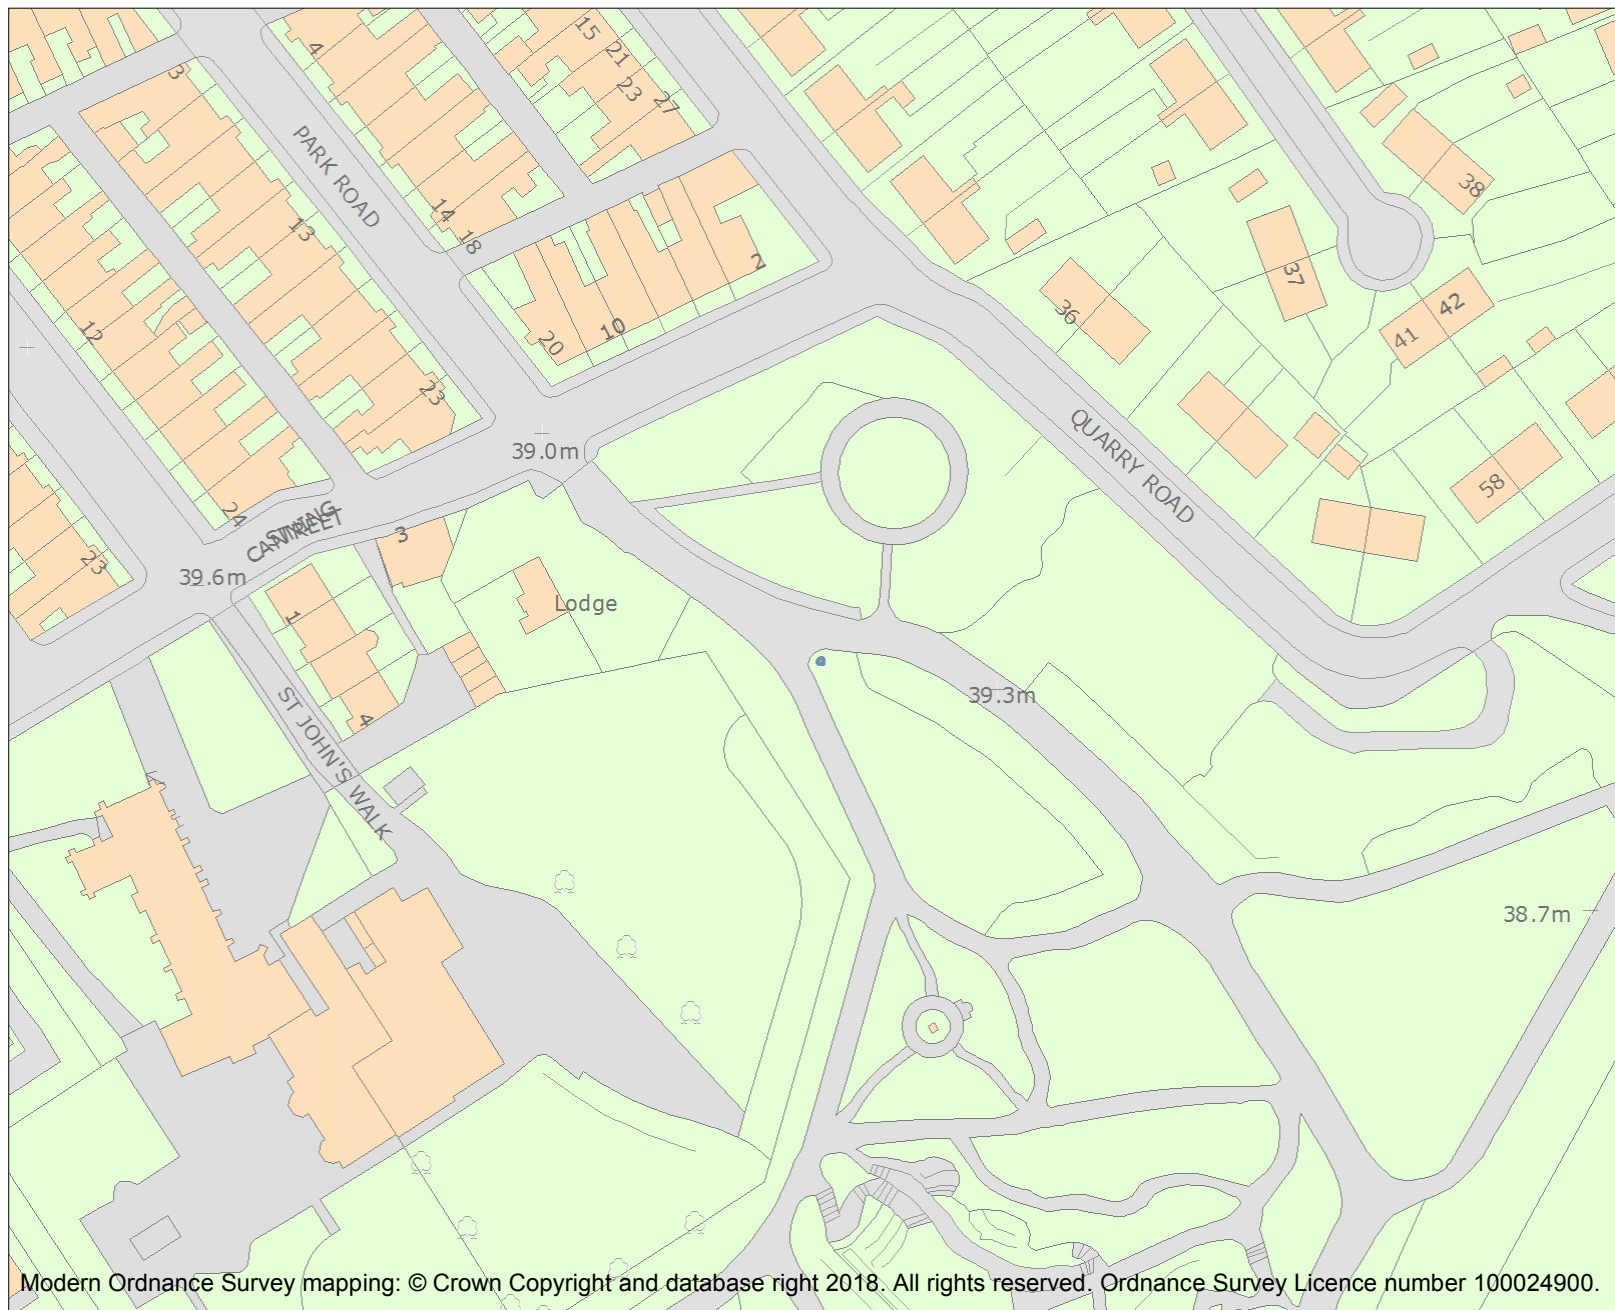 15
21
4
3
23
27
PARK ROAD
38
14
13
18
2
37
42
36
10
41
12
20
23
QUARRY ROAD
39.0m
58
24
CANNING
STREET
3
23
39.6m
Lodge
1
39.3m
4
ST JOHN'S WALK
38.7m
Modern Ordnance Survey mapping: © Crown Copyright and database right 2018. All rights reserved. Ordnance Survey Licence number 100024900.